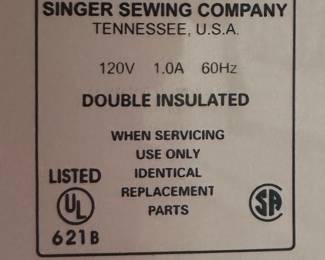 SINGER SEWING COMPANY
TENNESSEE, U.S.A.
120V 1.0A 60Hz
DOUBLE INSULATED
WHEN SERVICING
USE ONLY
IDENTICAL
REPLACEMENT
PARTS
LISTED
UL
621B
SA